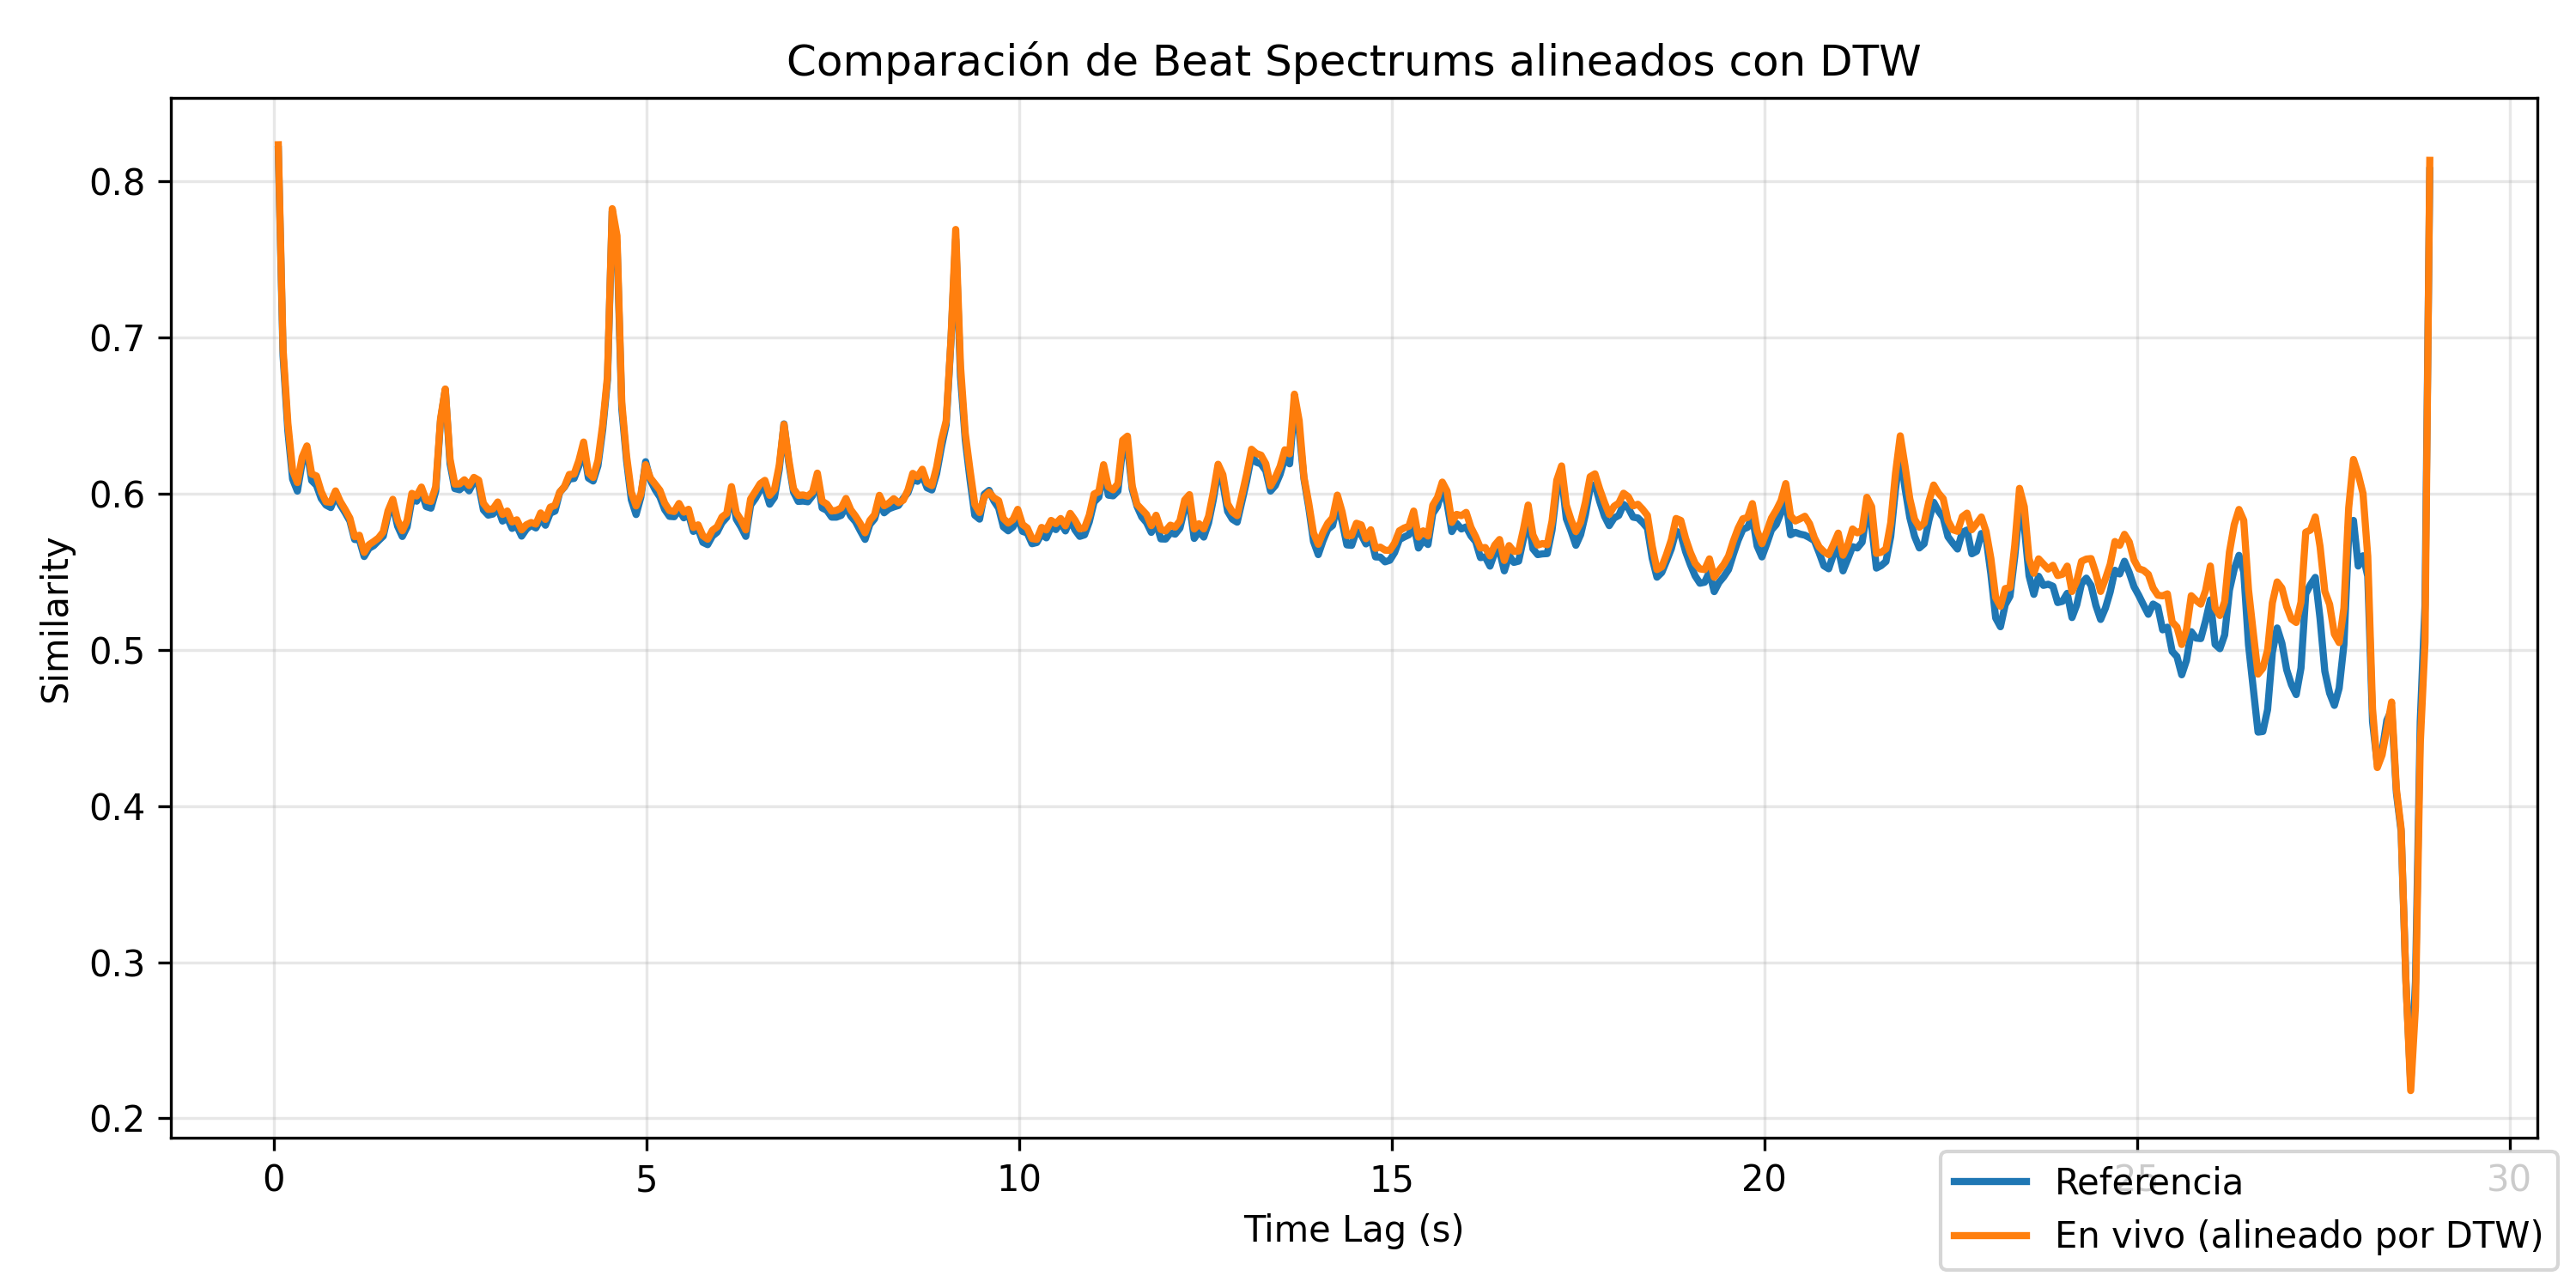 Comparación de Beat Spectrums alineados con DTW
Similarity
0.8
0.7
0.6
0.5
0.4
0.3
0.2
0 5 10 15 20 25 30
Time Lag (s)
Referencia
En vivo (alineado por DTW)